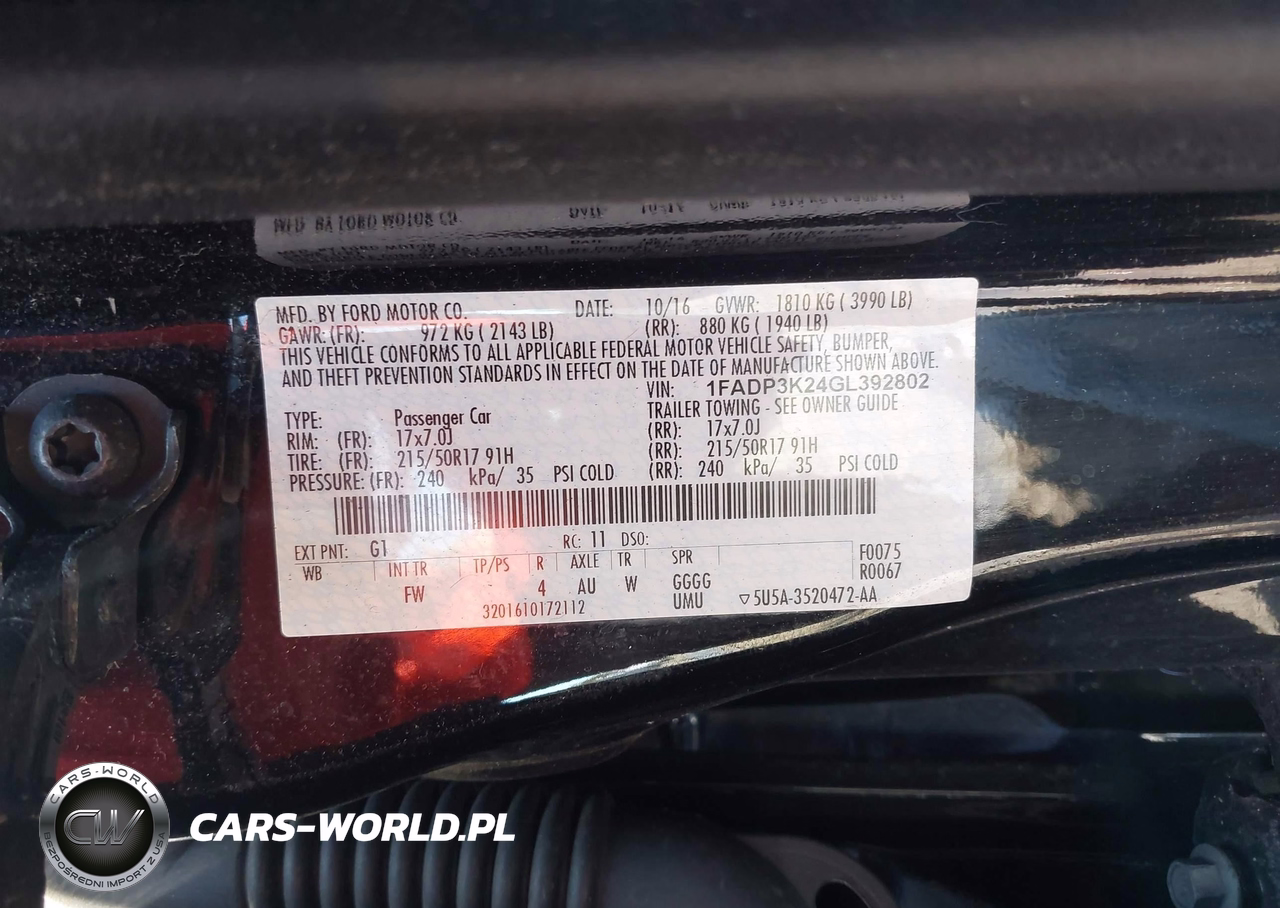 MFD. BY FORD MOTOR CO. DATE: 10/16 GVWR: 1810 KG ( 3990 LB)
GAWR: (FR): 972 KG ( 2143 LB) (RR): 880 KG ( 1940 LB)
THIS VEHICLE CONFORMS TO ALL APPLICABLE FEDERAL MOTOR VEHICLE SAFETY, BUMPER,
AND THEFT PREVENTION STANDARDS IN EFFECT ON THE DATE OF MANUFACTURE SHOWN ABOVE.
VIN: 1FADP3K24GL392802
TYPE: Passenger Car TRAILER TOWING - SEE OWNER GUIDE
RIM: (FR): 17x7.0J (RR): 17x7.0J
TIRE: (FR): 215/50R17 91H (RR): 215/50R17 91H
PRESSURE: (FR): 240 kPa/ 35 PSI COLD (RR): 240 kPa/ 35 PSI COLD
EXT PNT: G1 RC: 11 DSO:
WB INT TR TP/PS R AXLE TR SPR F0075
FW 4 AU W GGGG R0067
3201610172112 UMU ▽5U5A-3520472-AA
CARS-WORLD
CW
BEZPOŚREDNI IMPORT Z USA
CARS-WORLD.PL